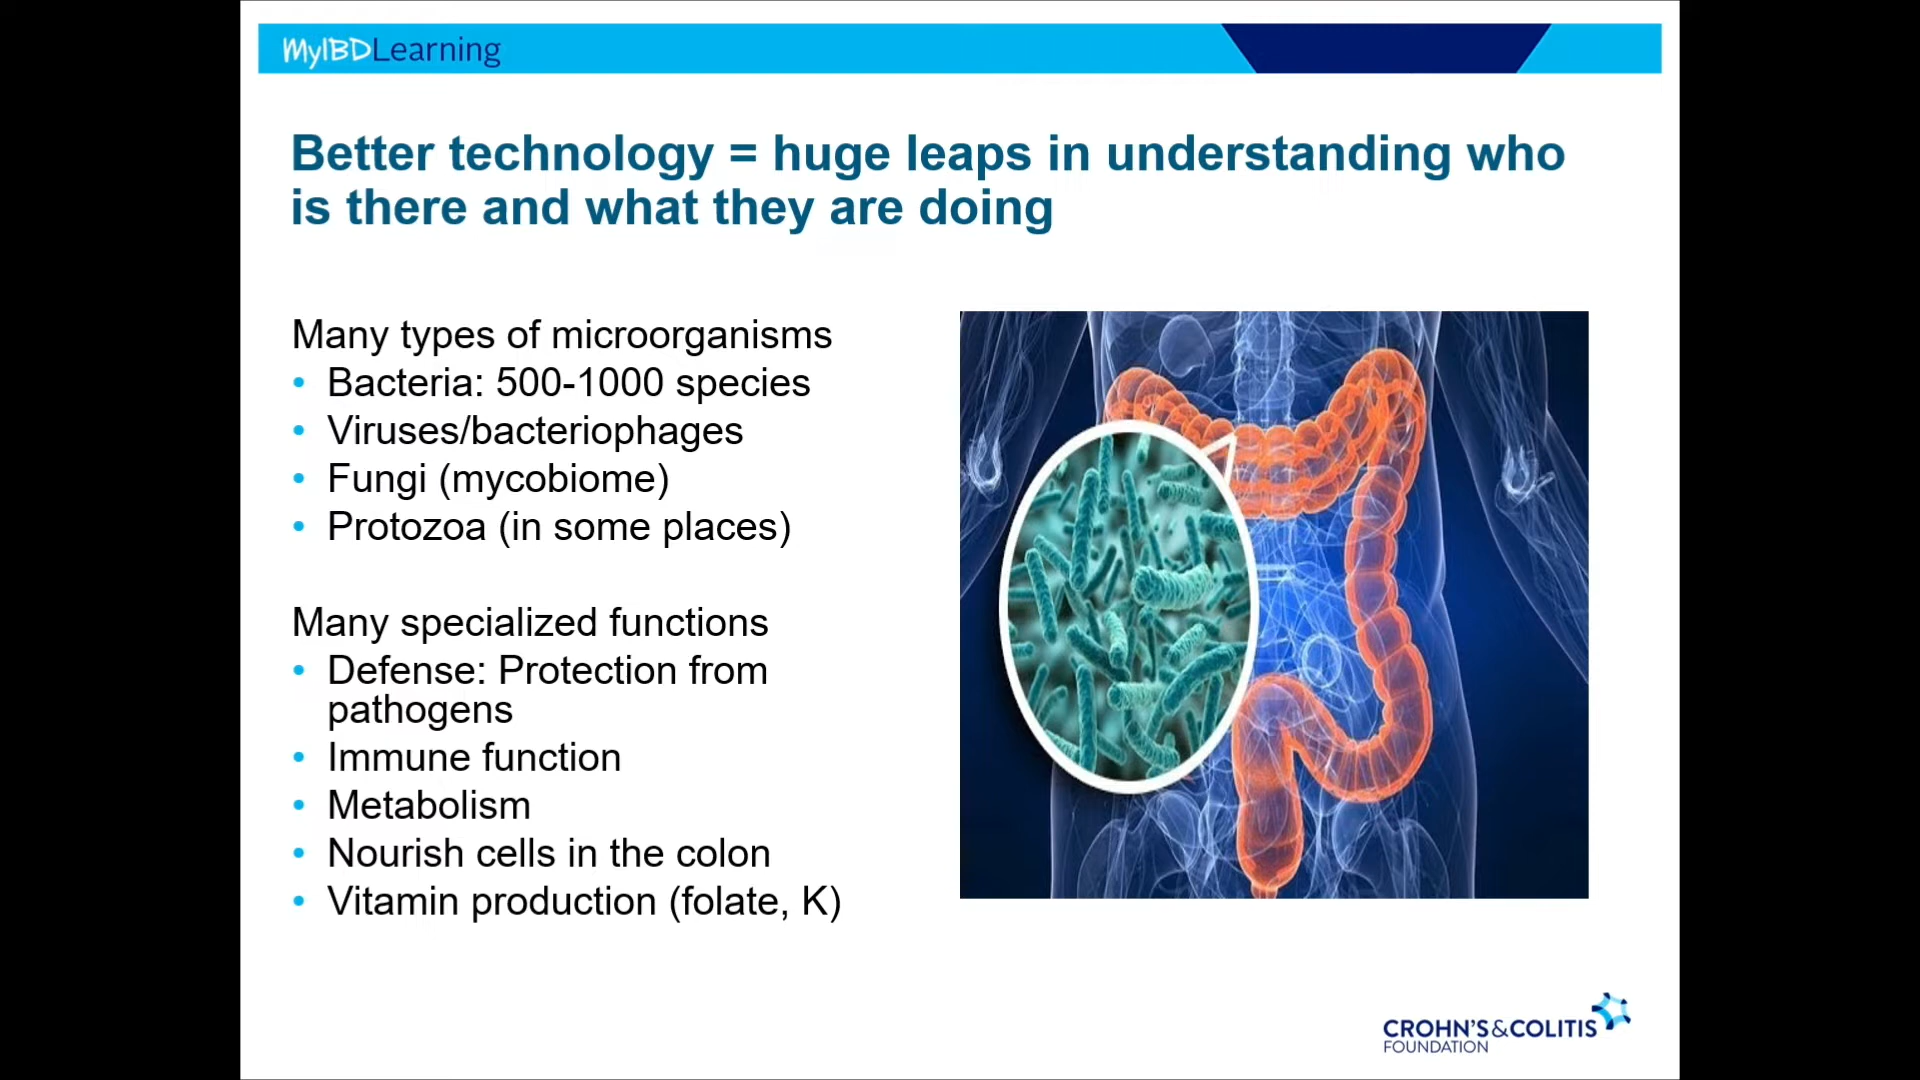 MyIBDLearning
Better technology = huge leaps in understanding who
is there and what they are doing
Many types of microorganisms
• Bacteria: 500-1000 species
• Viruses/bacteriophages
• Fungi (mycobiome)
• Protozoa (in some places)
Many specialized functions
• Defense: Protection from
pathogens
• Immune function
• Metabolism
• Nourish cells in the colon
• Vitamin production (folate, K)
CROHN'S&COLITIS
FOUNDATION